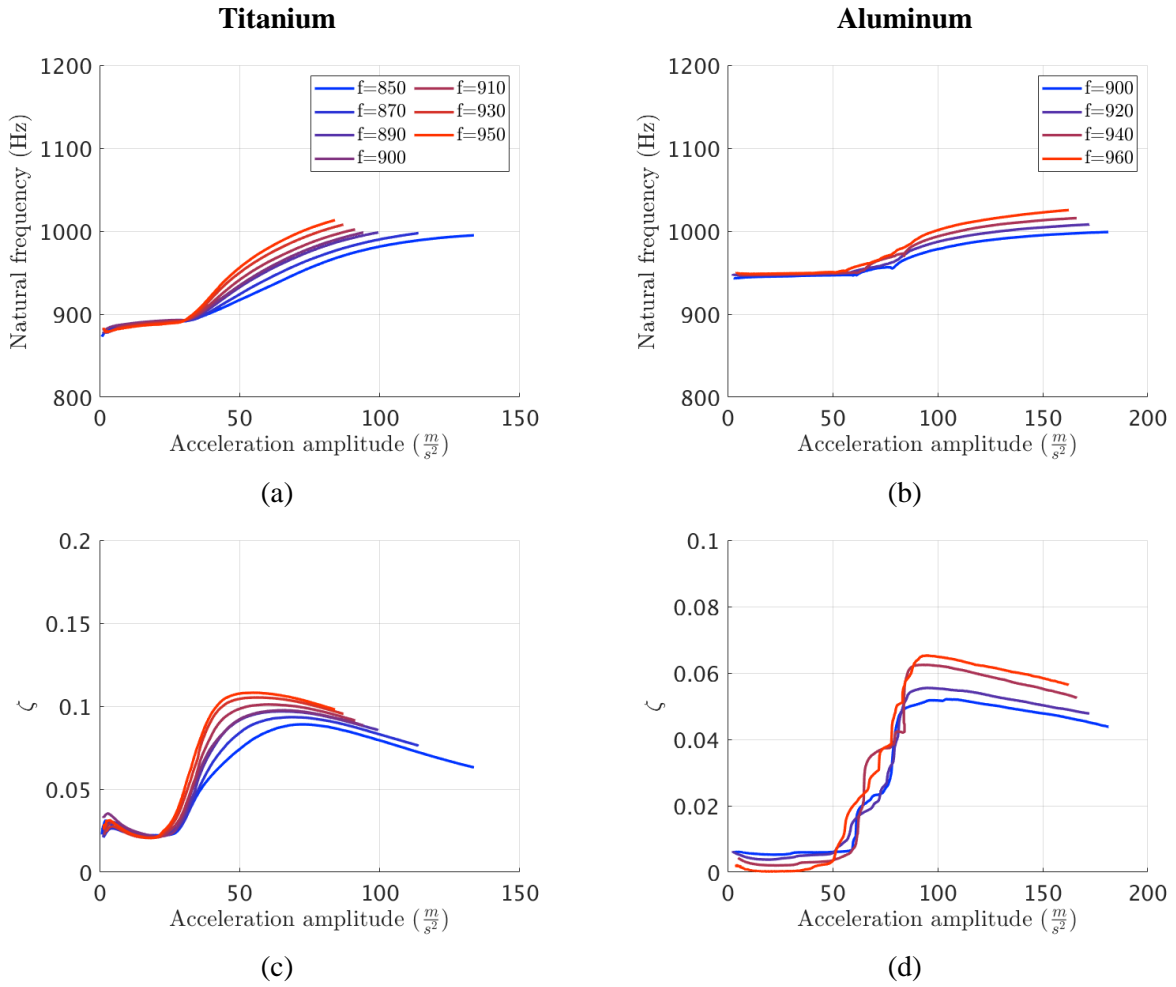 Titanium
Aluminum
1200
1100
1000
900
800
Natural frequency (Hz)
f=850
f=870
f=890
f=900
f=910
f=930
f=950
0
50
100
150
Acceleration amplitude (m/s²)
(a)
1200
1100
1000
900
800
Natural frequency (Hz)
f=900
f=920
f=940
f=960
0
50
100
150
200
Acceleration amplitude (m/s²)
(b)
0.2
0.15
0.1
0.05
0
ζ
0
50
100
150
Acceleration amplitude (m/s²)
(c)
0.1
0.08
0.06
0.04
0.02
0
ζ
0
50
100
150
200
Acceleration amplitude (m/s²)
(d)